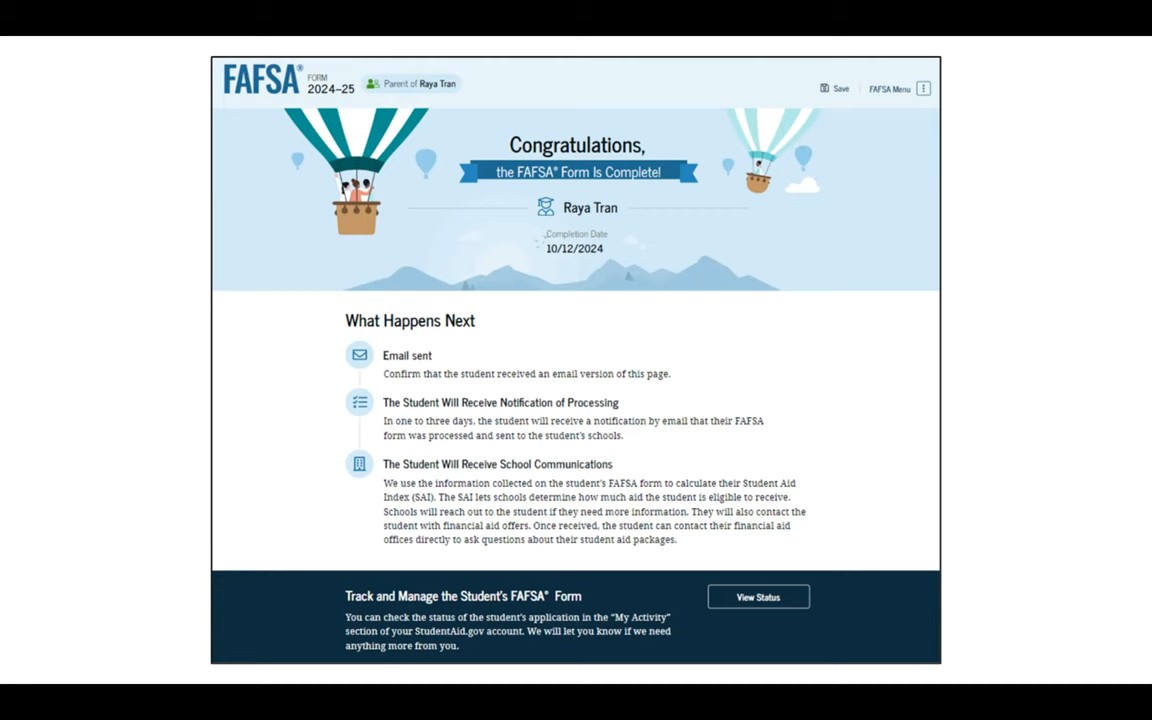 FAFSA®
FORM
2024–25
Parent of Raya Tran
Save
FAFSA Menu
Congratulations,
the FAFSA® Form Is Complete!
Raya Tran
Completion Date
10/12/2024
What Happens Next
Email sent
Confirm that the student received an email version of this page.
The Student Will Receive Notification of Processing
In one to three days, the student will receive a notification by email that their FAFSA
form was processed and sent to the student's schools.
The Student Will Receive School Communications
We use the information collected on the student's FAFSA form to calculate their Student Aid
Index (SAI). The SAI lets schools determine how much aid the student is eligible to receive.
Schools will reach out to the student if they need more information. They will also contact the
student with financial aid offers. Once received, the student can contact their financial aid
offices directly to ask questions about their student aid packages.
Track and Manage the Student's FAFSA® Form
View Status
You can check the status of the student's application in the "My Activity"
section of your StudentAid.gov account. We will let you know if we need
anything more from you.